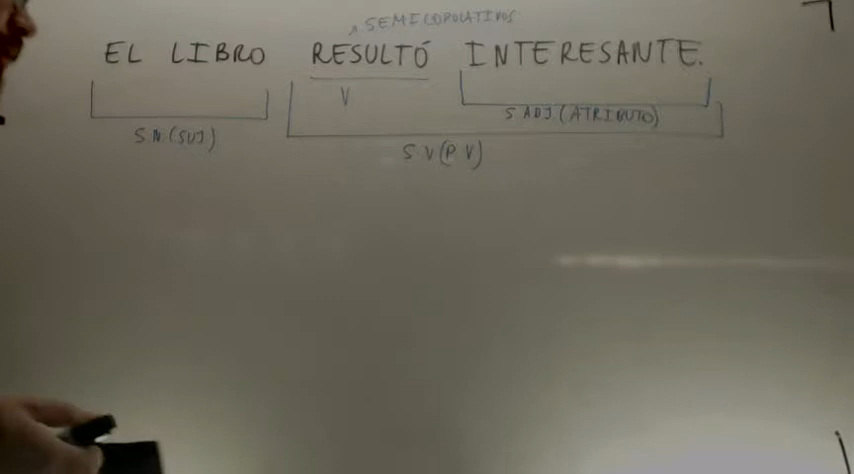 SEMICOPULATIVOS
EL LIBRO RESULTÓ INTERESANTE.
V
S ADJ (ATRIBUTO)
S.N.(SUJ)
S V(P V)